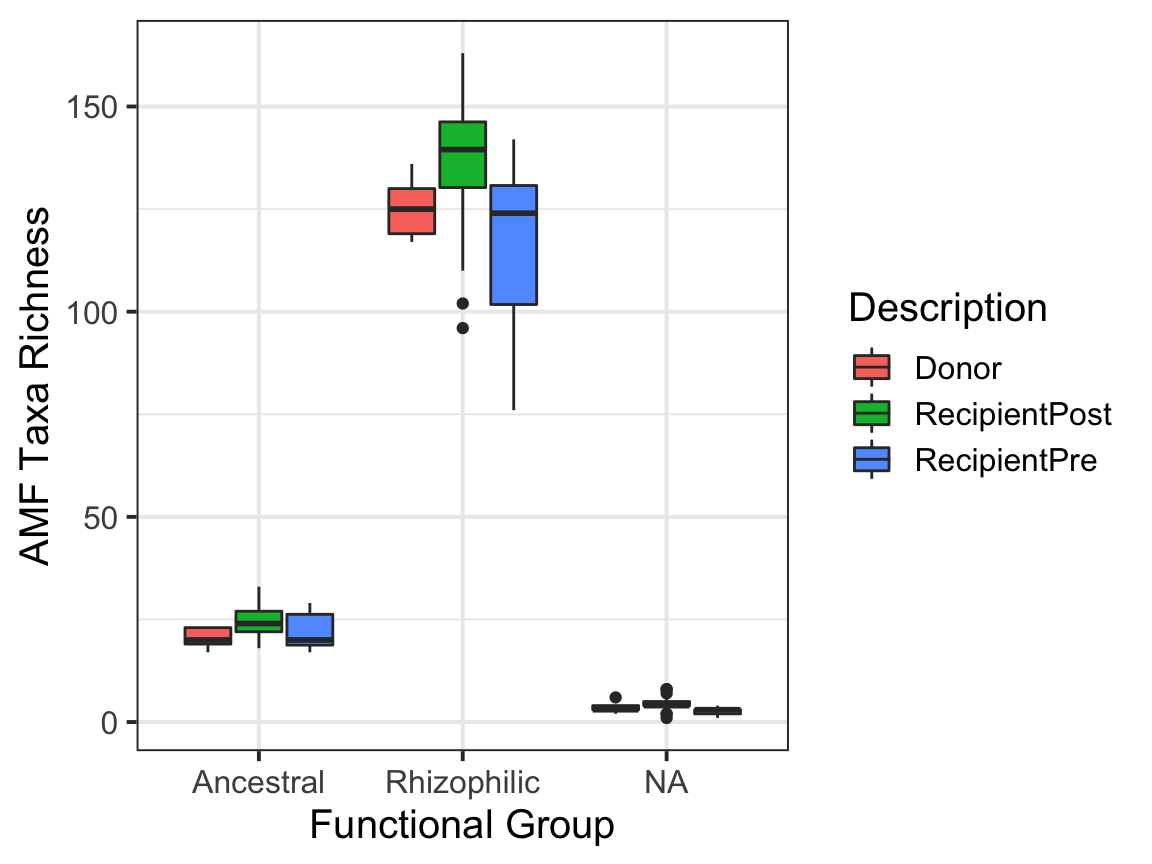 AMF Taxa Richness
150
100
50
0
Ancestral
Rhizophilic
NA
Functional Group
Description
Donor
RecipientPost
RecipientPre